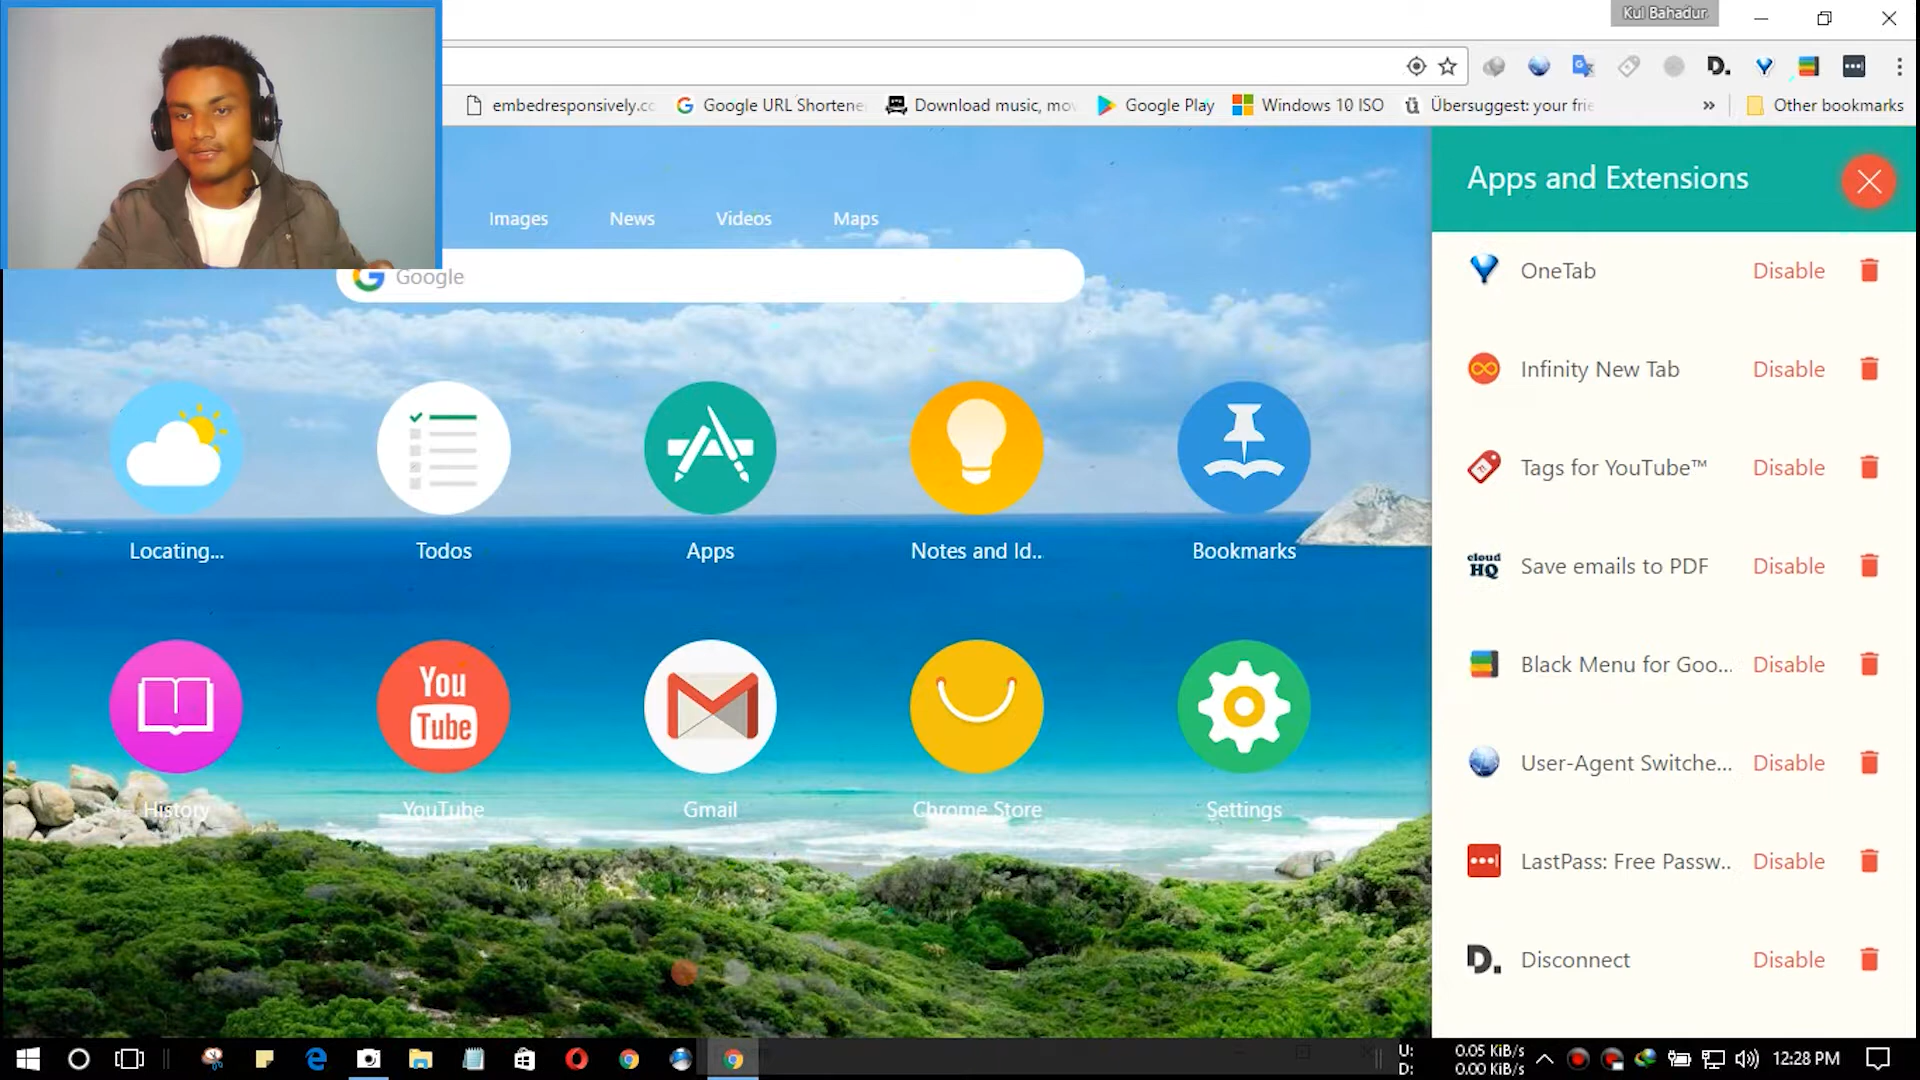 Kul Bahadur
embedresponsively.c
Google URL Shortene
Download music, mov
Google Play
Windows 10 ISO
Übersuggest: your frie
»
Other bookmarks
Images
News
Videos
Maps
Google
Locating...
Todos
Apps
Notes and Id..
Bookmarks
You
Tube
History
YouTube
Gmail
Chrome Store
Settings
Apps and Extensions
OneTab Disable
Infinity New Tab Disable
Tags for YouTube™ Disable
cloud
HQ
Save emails to PDF Disable
Black Menu for Goo... Disable
User-Agent Switche... Disable
LastPass: Free Passw.. Disable
D. Disconnect Disable
U: 0.05 KiB/s
D: 0.00 KiB/s
12:28 PM